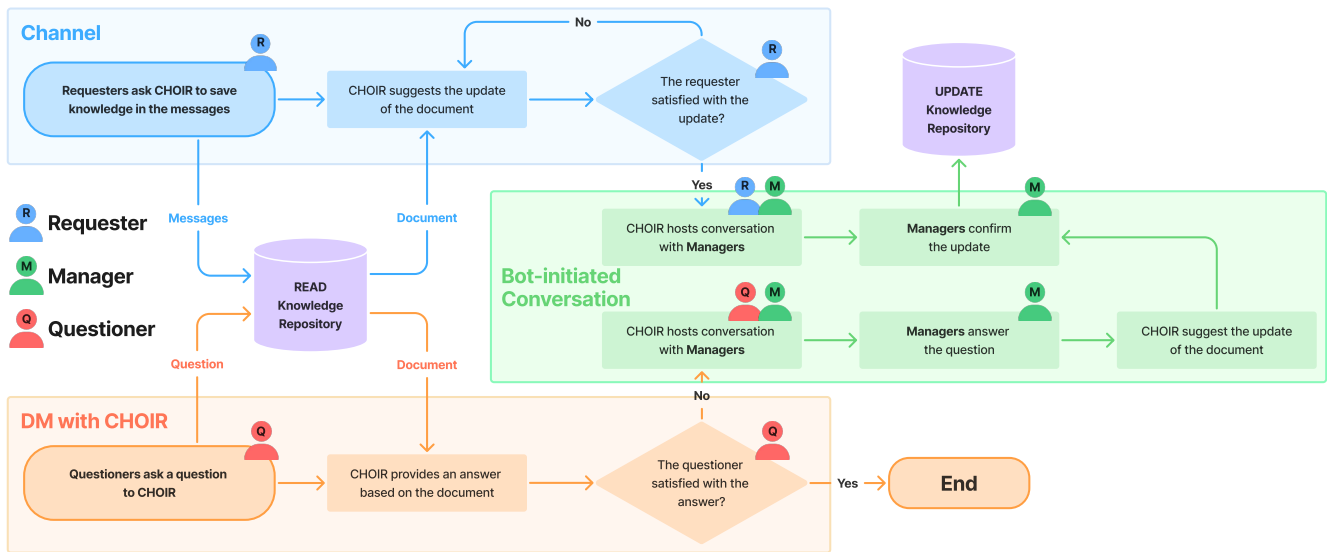 Channel
R
Requesters ask CHOIR to save
knowledge in the messages
CHOIR suggests the update
of the document
No
R
The requester
satisfied with the
update?
Yes
UPDATE
Knowledge
Repository
R
Requester
M
Manager
Q
Questioner
Messages
Document
READ
Knowledge
Repository
Question
Document
Bot-initiated
Conversation
R
M
CHOIR hosts conversation
with Managers
M
Managers confirm
the update
Q
M
CHOIR hosts conversation
with Managers
M
Managers answer
the question
CHOIR suggest the update
of the document
DM with CHOIR
Q
Questioners ask a question
to CHOIR
CHOIR provides an answer
based on the document
No
Q
The questioner
satisfied with the
answer?
Yes
End